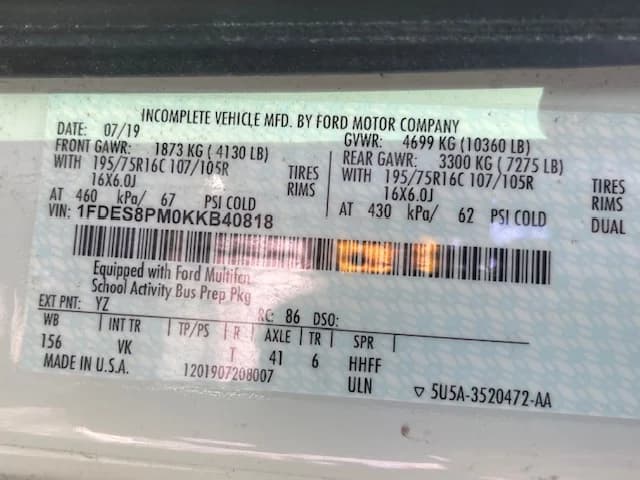 INCOMPLETE VEHICLE MFD. BY FORD MOTOR COMPANY
DATE: 07/19 GVWR: 4699 KG (10360 LB)
FRONT GAWR: 1873 KG ( 4130 LB) REAR GAWR: 3300 KG ( 7275 LB)
WITH 195/75R16C 107/105R TIRES WITH 195/75R16C 107/105R TIRES
16X6.0J RIMS 16X6.0J RIMS
AT 460 kPa/ 67 PSI COLD AT 430 kPa/ 62 PSI COLD DUAL
VIN: 1FDES8PM0KKB40818
Equipped with Ford Multifcn
School Activity Bus Prep Pkg
EXT PNT: YZ RC: 86 DSO:
WB INT TR TP/PS R AXLE TR SPR
156 VK T 41 6 HHFF
MADE IN U.S.A. 1201907208007 ULN ▽ 5U5A-3520472-AA